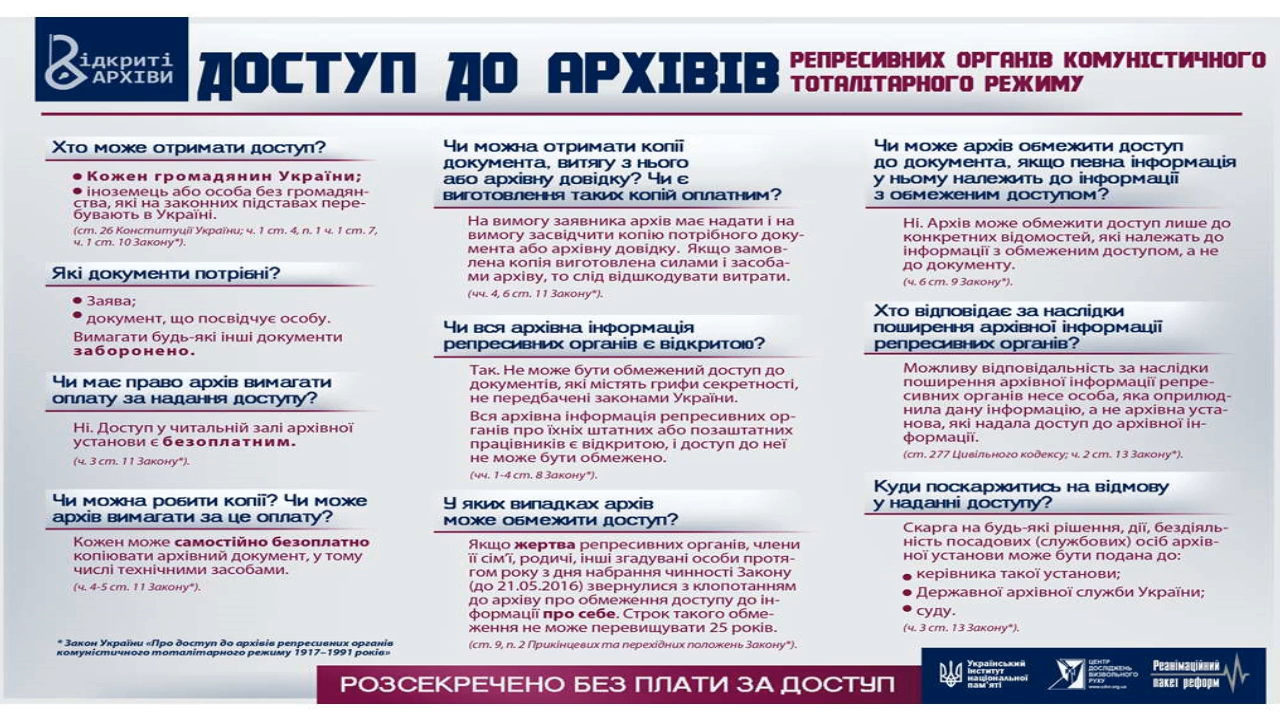 Відкриті
АРХІВИ
ДОСТУП ДО АРХІВІВ
РЕПРЕСИВНИХ ОРГАНІВ КОМУНІСТИЧНОГО
ТОТАЛІТАРНОГО РЕЖИМУ
Хто може отримати доступ?
• Кожен громадянин України;
• іноземець або особа без громадян-
ства, які на законних підставах пере-
бувають в Україні.
(ст. 26 Конституції України; ч. 1 ст. 4, п. 1 ч. 1 ст. 7,
ч. 1 ст. 10 Закону*).
Які документи потрібні?
• Заява;
• документ, що посвідчує особу.
Вимагати будь-які інші документи
заборонено.
Чи має право архів вимагати
оплату за надання доступу?
Ні. Доступ у читальній залі архівної
установи є безоплатним.
(ч. 3 ст. 11 Закону*).
Чи можна робити копії? Чи може
архів вимагати за це оплату?
Кожен може самостійно безоплатно
копіювати архівний документ, у тому
числі технічними засобами.
(ч. 4-5 ст. 11 Закону*).
* Закон України «Про доступ до архівів репресивних органів
комуністичного тоталітарного режиму 1917–1991 років»
Чи можна отримати копії
документа, витягу з нього
або архівну довідку? Чи є
виготовлення таких копій оплатним?
На вимогу заявника архів має надати і на
вимогу засвідчити копію потрібного доку-
мента або архівну довідку. Якщо замов-
лена копія виготовлена силами і засоба-
ми архіву, то слід відшкодувати витрати.
(чч. 4, 6 ст. 11 Закону*).
Чи вся архівна інформація
репресивних органів є відкритою?
Так. Не може бути обмежений доступ до
документів, які містять грифи секретності,
не передбачені законами України.
Вся архівна інформація репресивних ор-
ганів про їхніх штатних або позаштатних
працівників є відкритою, і доступ до неї
не може бути обмежено.
(чч. 1-4 ст. 8 Закону*).
У яких випадках архів
може обмежити доступ?
Якщо жертва репресивних органів, члени
її сім’ї, родичі, інші згадувані особи протя-
гом року з дня набрання чинності Закону
(до 21.05.2016) звернулися з клопотанням
до архіву про обмеження доступу до ін-
формації про себе. Строк такого обме-
ження не може перевищувати 25 років.
(ст. 9, п. 2 Прикінцевих та перехідних положень Закону*).
Чи може архів обмежити доступ
до документа, якщо певна інформація
у ньому належить до інформації
з обмеженим доступом?
Ні. Архів може обмежити доступ лише до
конкретних відомостей, які належать до
інформації з обмеженим доступом, а не
до документу.
(ч. 6 ст. 9 Закону*).
Хто відповідає за наслідки
поширення архівної інформації
репресивних органів?
Можливу відповідальність за наслідки
поширення архівної інформації репре-
сивних органів несе особа, яка оприлюд-
нила дану інформацію, а не архівна уста-
нова, які надала доступ до архівної ін-
формації.
(ст. 277 Цивільного кодексу; ч. 2 ст. 13 Закону*).
Куди поскаржитись на відмову
у наданні доступу?
Скарга на будь-які рішення, дії, бездіяль-
ність посадових (службових) осіб архів-
ної установи може бути подана до:
• керівника такої установи;
• Державної архівної служби України;
• суду.
(ч. 3 ст. 13 Закону*).
РОЗСЕКРЕЧЕНО БЕЗ ПЛАТИ ЗА ДОСТУП
Український
інститут
національної
пам’яті
ЦЕНТР
ДОСЛІДЖЕНЬ
ВИЗВОЛЬНОГО
РУХУ
www.cdvr.org.ua
Реанімаційний
пакет реформ